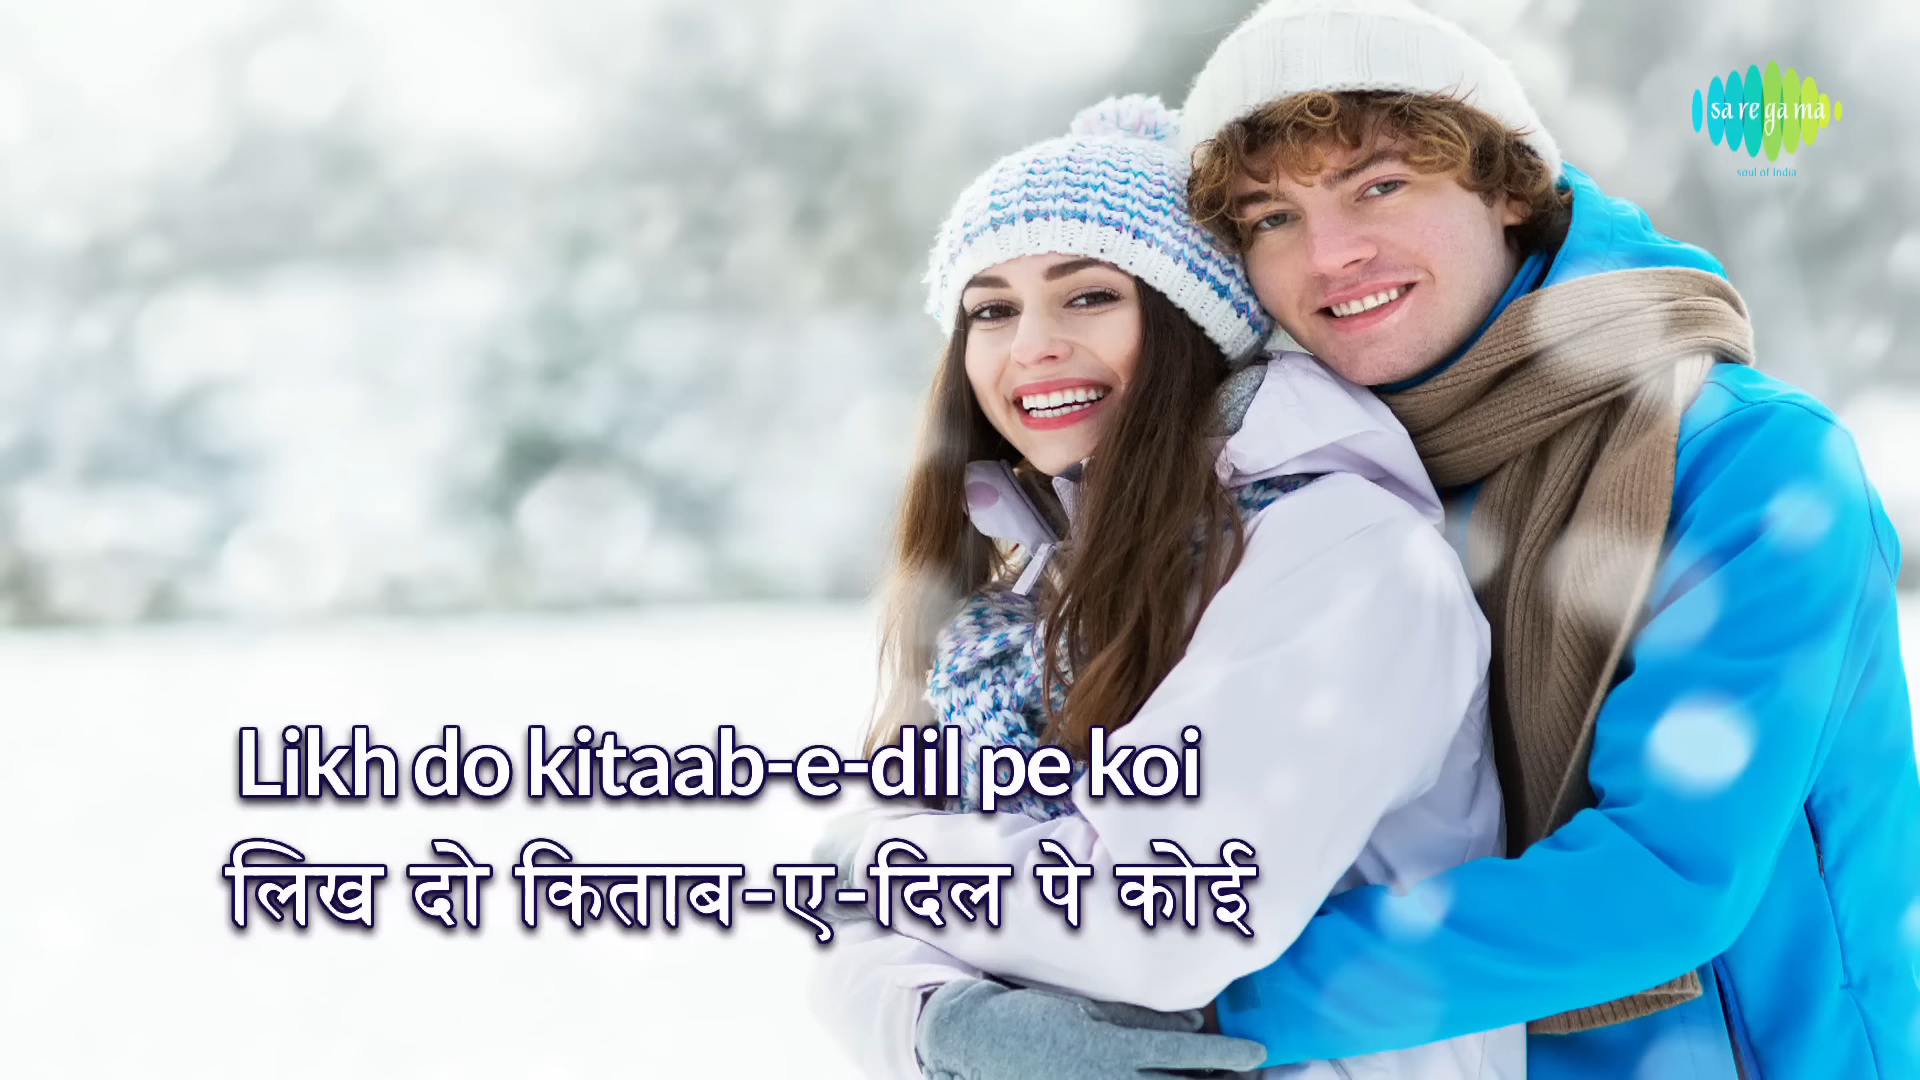 sa re ga ma
soul of India
Likh do kitaab-e-dil pe koi
लिख दो किताब-ए-दिल पे कोई